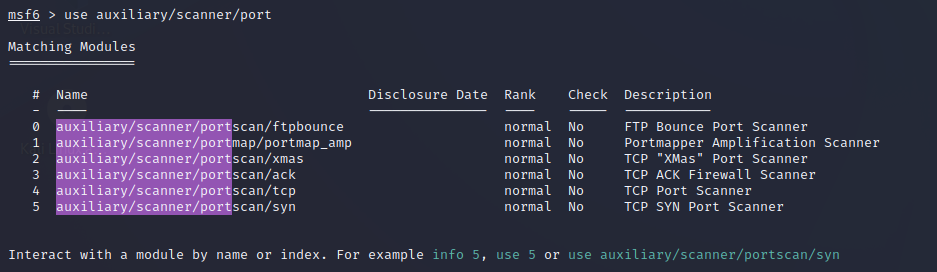 msf6 > use auxiliary/scanner/port
Matching Modules
================
# Name Disclosure Date Rank Check Description
- ---- --------------- ---- ----- -----------
0 auxiliary/scanner/portscan/ftpbounce normal No FTP Bounce Port Scanner
1 auxiliary/scanner/portmap/portmap_amp normal No Portmapper Amplification Scanner
2 auxiliary/scanner/portscan/xmas normal No TCP "XMas" Port Scanner
3 auxiliary/scanner/portscan/ack normal No TCP ACK Firewall Scanner
4 auxiliary/scanner/portscan/tcp normal No TCP Port Scanner
5 auxiliary/scanner/portscan/syn normal No TCP SYN Port Scanner
Interact with a module by name or index. For example info 5, use 5 or use auxiliary/scanner/portscan/syn